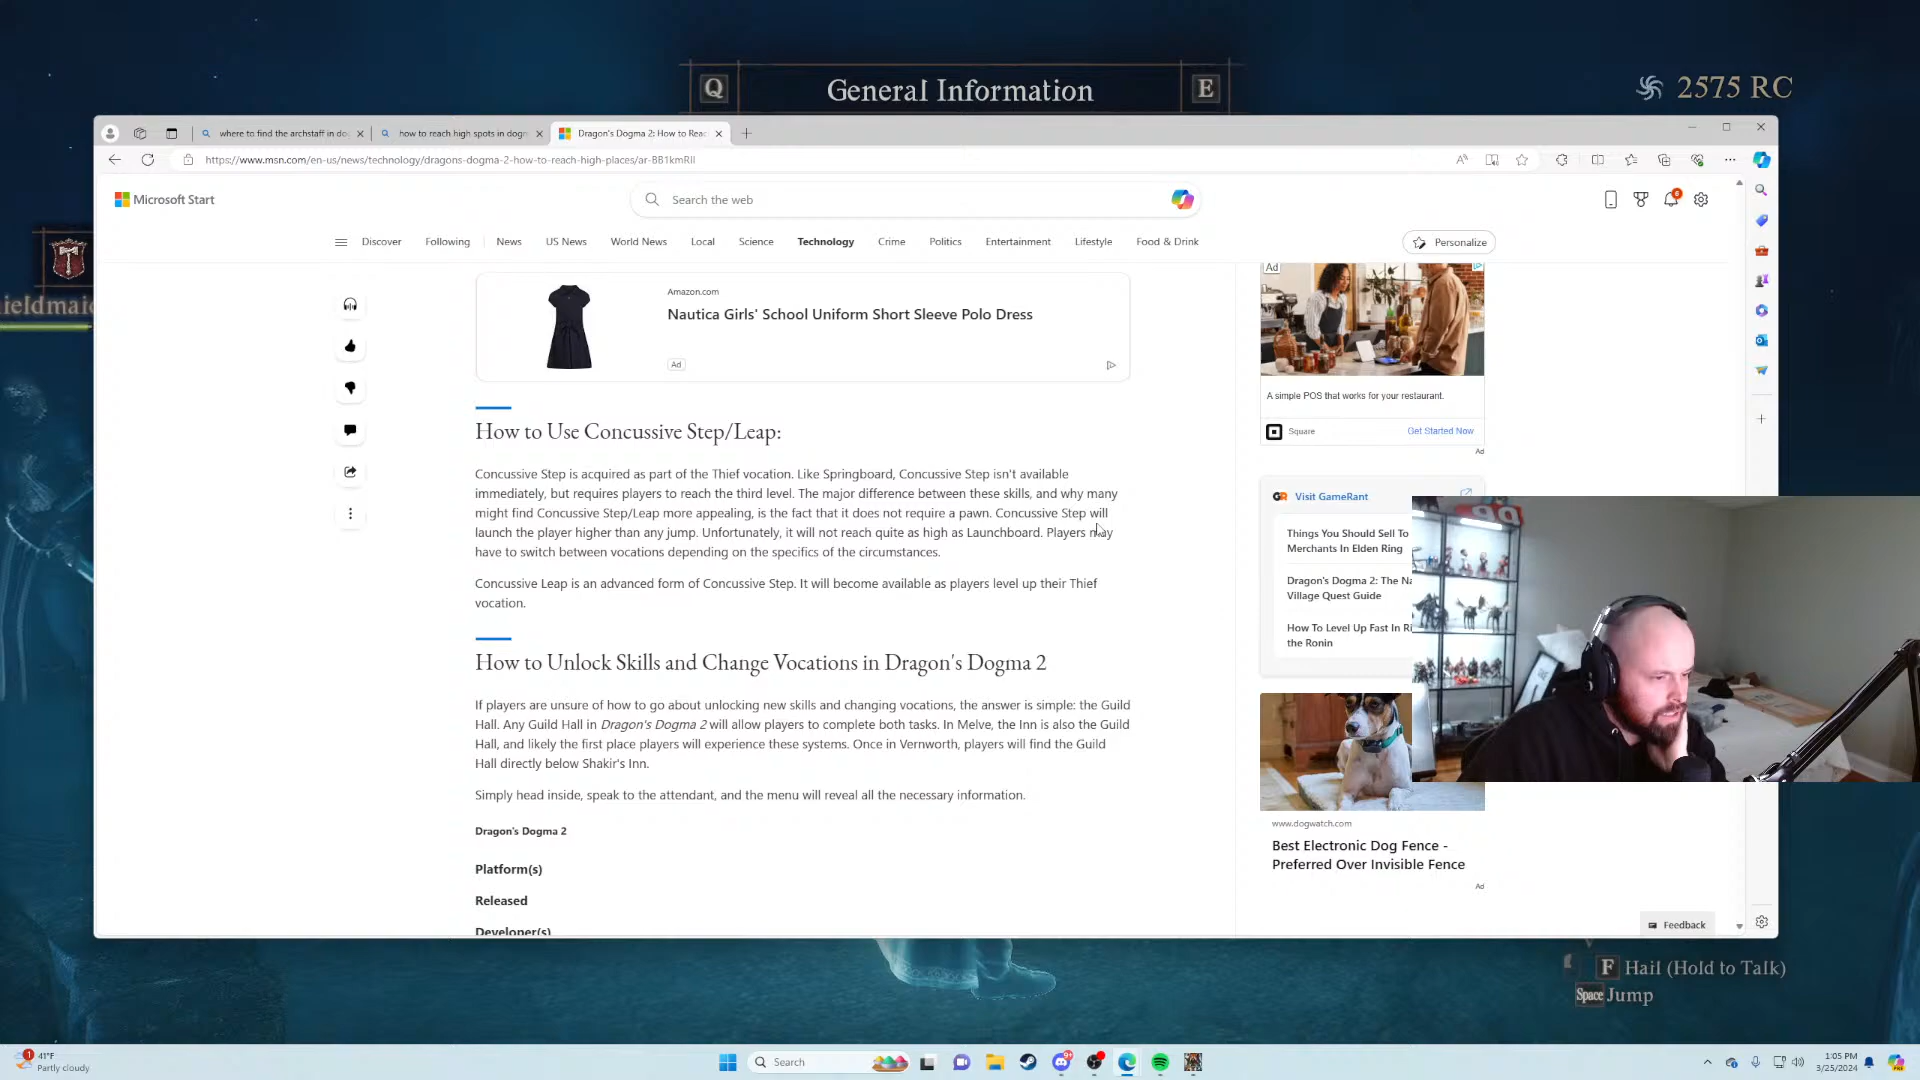 Q
General Information
E
2575 RC
where to find the archstaff in do
how to reach high spots in dogm
Dragon's Dogma 2: How to Reac
https://www.msn.com/en-us/news/technology/dragons-dogma-2-how-to-reach-high-places/ar-BB1kmRIl
Microsoft Start
Search the web
6
Discover
Following
News
US News
World News
Local
Science
Technology
Crime
Politics
Entertainment
Lifestyle
Food & Drink
Personalize
ieldmaid
Amazon.com
Nautica Girls' School Uniform Short Sleeve Polo Dress
Ad
How to Use Concussive Step/Leap:
Concussive Step is acquired as part of the Thief vocation. Like Springboard, Concussive Step isn't available
immediately, but requires players to reach the third level. The major difference between these skills, and why many
might find Concussive Step/Leap more appealing, is the fact that it does not require a pawn. Concussive Step will
launch the player higher than any jump. Unfortunately, it will not reach quite as high as Launchboard. Players may
have to switch between vocations depending on the specifics of the circumstances.
Concussive Leap is an advanced form of Concussive Step. It will become available as players level up their Thief
vocation.
How to Unlock Skills and Change Vocations in Dragon's Dogma 2
If players are unsure of how to go about unlocking new skills and changing vocations, the answer is simple: the Guild
Hall. Any Guild Hall in Dragon's Dogma 2 will allow players to complete both tasks. In Melve, the Inn is also the Guild
Hall, and likely the first place players will experience these systems. Once in Vernworth, players will find the Guild
Hall directly below Shakir's Inn.
Simply head inside, speak to the attendant, and the menu will reveal all the necessary information.
Dragon's Dogma 2
Platform(s)
Released
Developer(s)
Ad
A simple POS that works for your restaurant.
Square
Get Started Now
Ad
Visit GameRant
Things You Should Sell To
Merchants In Elden Ring
Dragon's Dogma 2: The Na
Village Quest Guide
How To Level Up Fast In Ri
the Ronin
www.dogwatch.com
Best Electronic Dog Fence -
Preferred Over Invisible Fence
Ad
Feedback
F Hail (Hold to Talk)
Space Jump
1
41°F
Partly cloudy
Search
9+
1:05 PM
3/25/2024